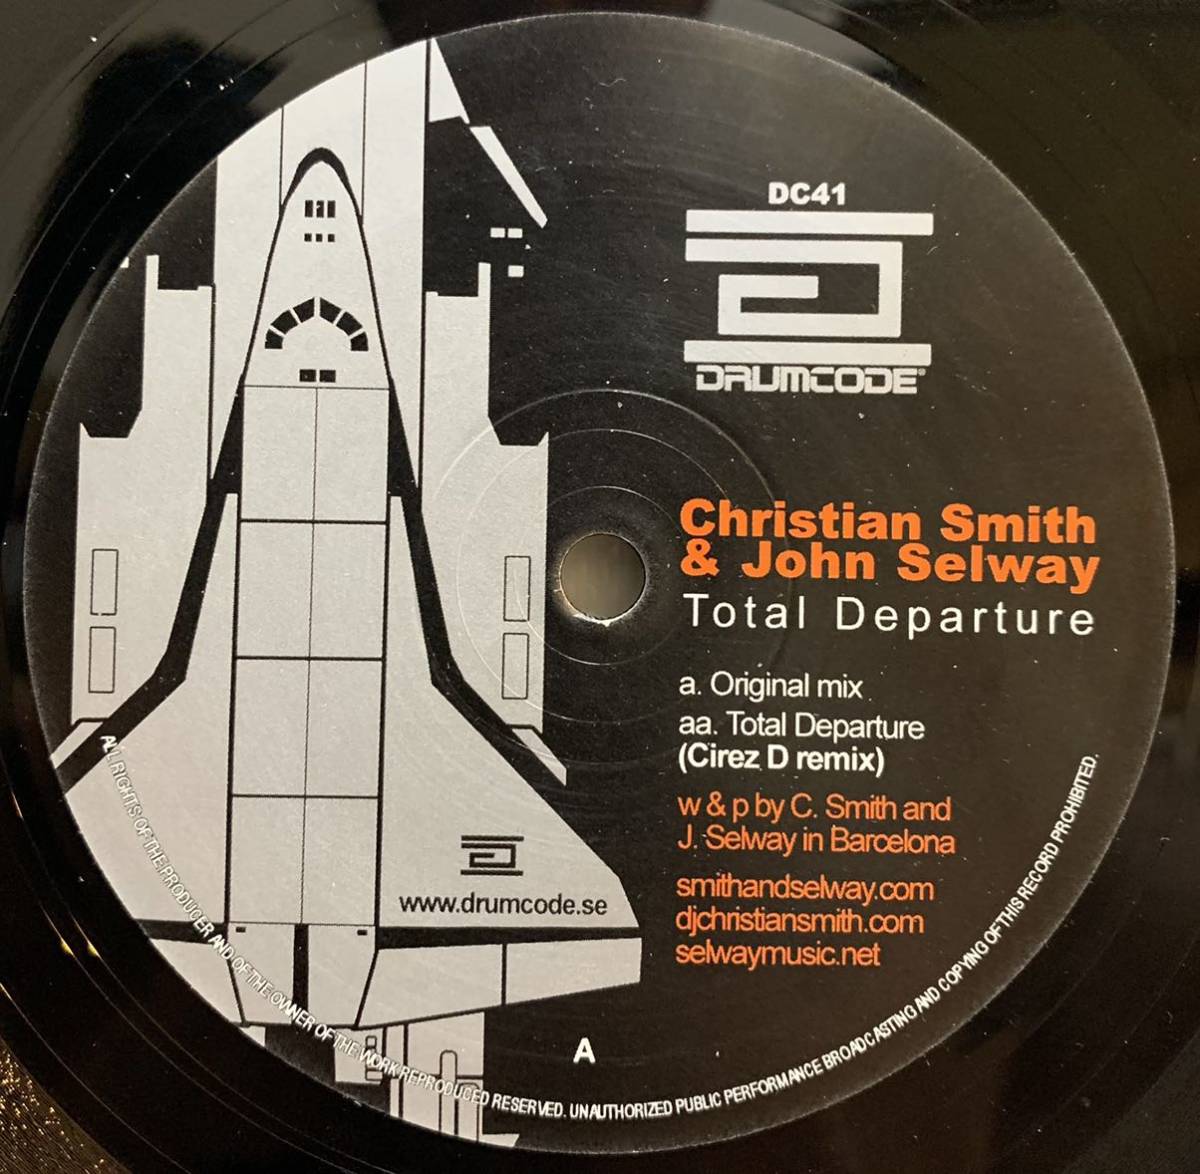 DC41
DRUMCODE®
Christian Smith
& John Selway
Total Departure
a. Original mix
aa. Total Departure
(Cirez D remix)
w & p by C. Smith and
J. Selway in Barcelona
smithandselway.com
djchristiansmith.com
selwaymusic.net
www.drumcode.se
A
ALL RIGHTS OF THE PRODUCER AND OF THE OWNER OF THE WORK REPRODUCED RESERVED. UNAUTHORIZED PUBLIC PERFORMANCE BROADCASTING AND COPYING OF THIS RECORD PROHIBITED.